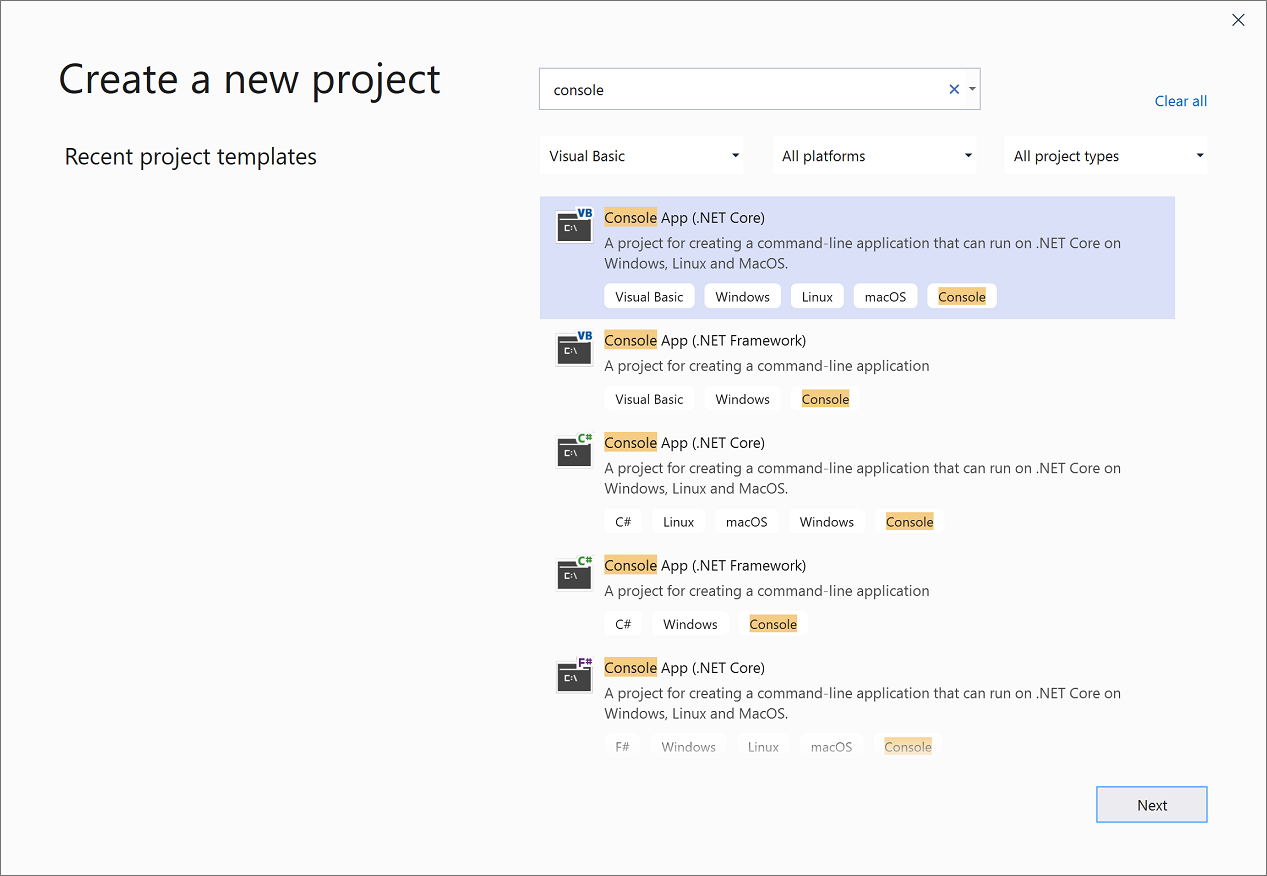 Create a new project
console
Clear all
Recent project templates
Visual Basic
All platforms
All project types
VB
C:\
Console App (.NET Core)
A project for creating a command-line application that can run on .NET Core on
Windows, Linux and MacOS.
Visual Basic Windows Linux macOS Console
VB
C:\
Console App (.NET Framework)
A project for creating a command-line application
Visual Basic Windows Console
C#
C:\
Console App (.NET Core)
A project for creating a command-line application that can run on .NET Core on
Windows, Linux and MacOS.
C# Linux macOS Windows Console
C#
C:\
Console App (.NET Framework)
A project for creating a command-line application
C# Windows Console
F#
C:\
Console App (.NET Core)
A project for creating a command-line application that can run on .NET Core on
Windows, Linux and MacOS.
F# Windows Linux macOS Console
Next